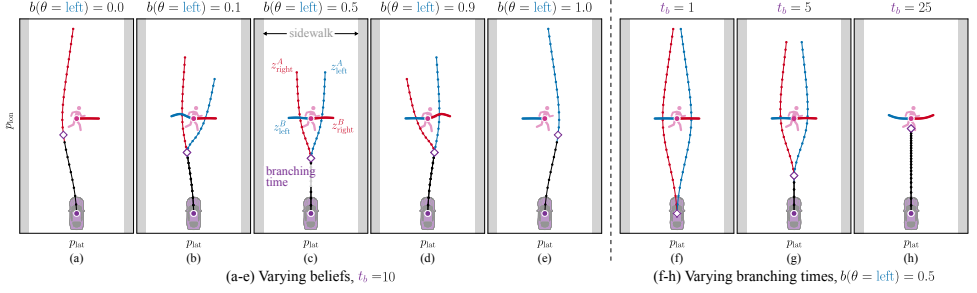 b(θ = left) = 0.0
b(θ = left) = 0.1
b(θ = left) = 0.5
b(θ = left) = 0.9
b(θ = left) = 1.0
t_b = 1
t_b = 5
t_b = 25
sidewalk
z^A_right
z^A_left
z^B_left
z^B_right
branching
time
p_lon
p_lat
p_lat
p_lat
p_lat
p_lat
p_lat
p_lat
p_lat
(a)
(b)
(c)
(d)
(e)
(f)
(g)
(h)
(a-e) Varying beliefs, t_b =10
(f-h) Varying branching times, b(θ = left) = 0.5